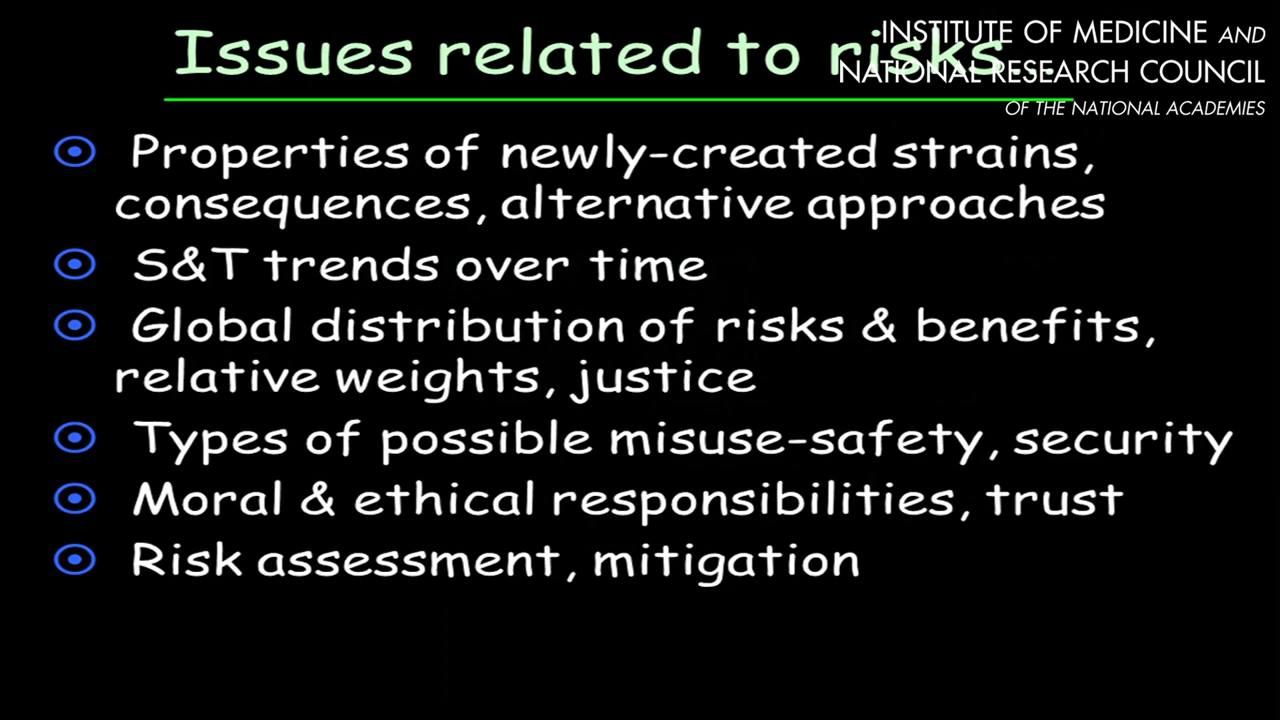 Issues related to risks...
INSTITUTE OF MEDICINE AND
NATIONAL RESEARCH COUNCIL
OF THE NATIONAL ACADEMIES
Properties of newly-created strains,
consequences, alternative approaches
S&T trends over time
Global distribution of risks & benefits,
relative weights, justice
Types of possible misuse-safety, security
Moral & ethical responsibilities, trust
Risk assessment, mitigation